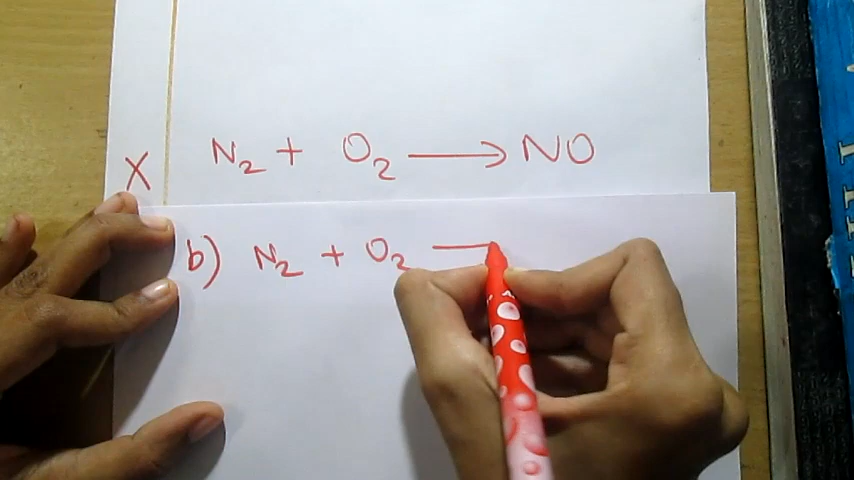 X N₂ + O₂ ⟶ NO
b) N₂ + O₂ —